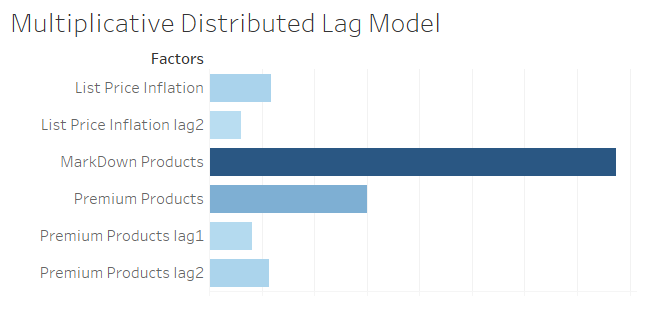 Multiplicative Distributed Lag Model
Factors
List Price Inflation
List Price Inflation lag2
MarkDown Products
Premium Products
Premium Products lag1
Premium Products lag2